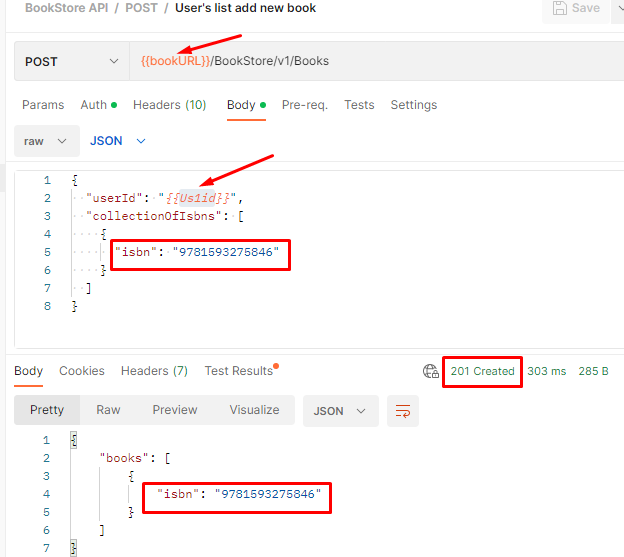 BookStore API / POST / User's list add new book
Save
POST {{bookURL}}/BookStore/v1/Books
Params Auth Headers (10) Body Pre-req. Tests Settings
raw JSON
1 {
2 "userId": "{{Us1id}}",
3 "collectionOfIsbns": [
4 {
5 "isbn": "9781593275846"
6 }
7 ]
8 }
Body Cookies Headers (7) Test Results 201 Created 303 ms 285 B
Pretty Raw Preview Visualize JSON
1 {
2 "books": [
3 {
4 "isbn": "9781593275846"
5 }
6 ]
7 }